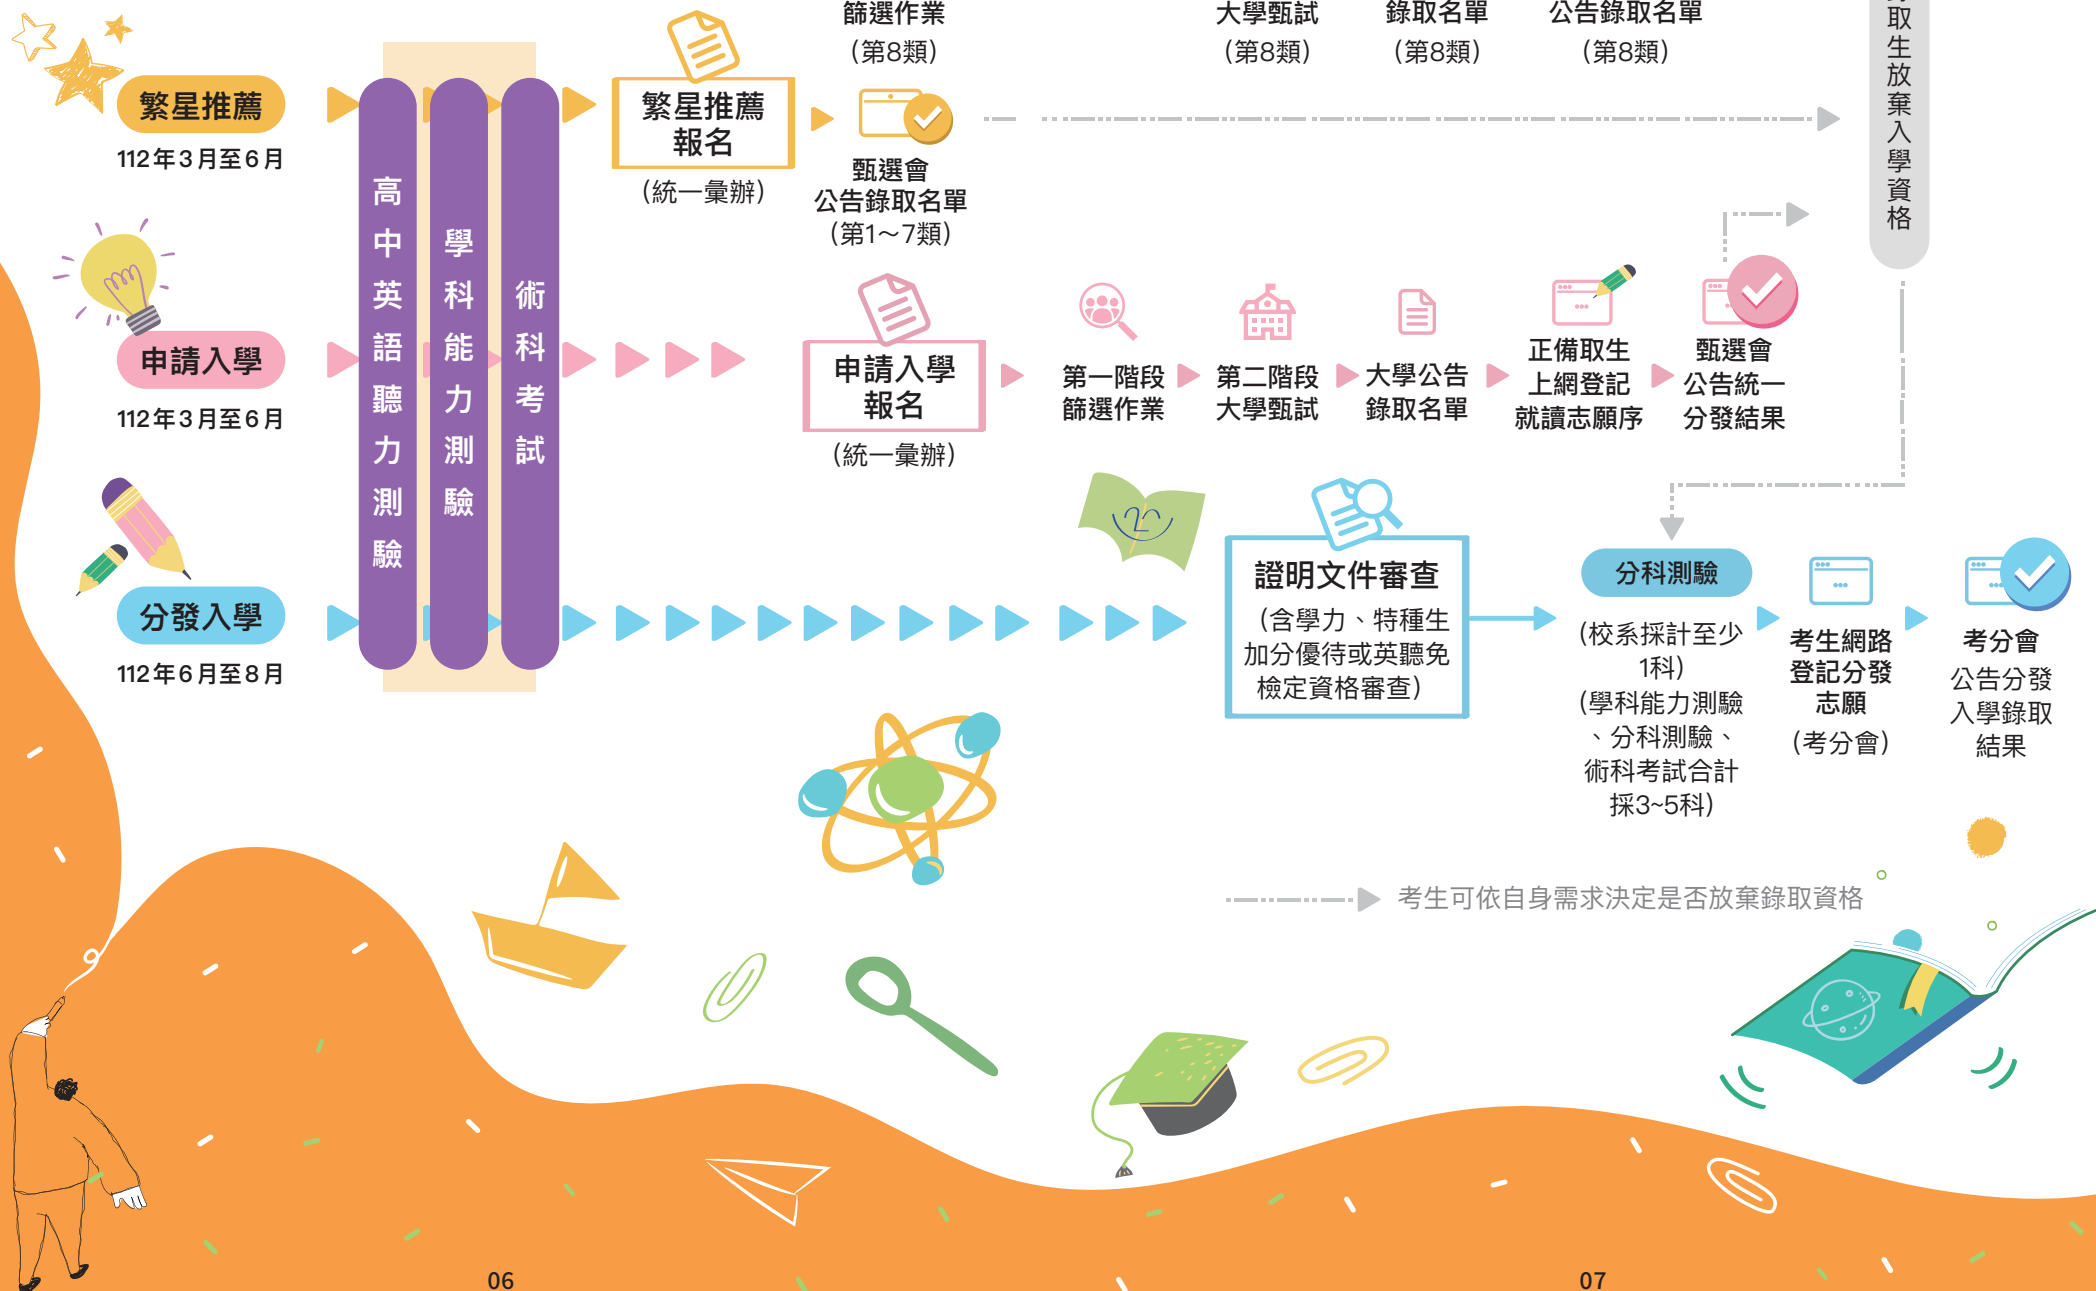 篩選作業
（第8類）
大學甄試
（第8類）
錄取名單
（第8類）
公告錄取名單
（第8類）
取生放棄入學資格
繁星推薦
112年3月至6月
高中英語聽力測驗
學科能力測驗
術科考試
繁星推薦
報名
（統一彙辦）
甄選會
公告錄取名單
（第1～7類）
申請入學
112年3月至6月
申請入學
報名
（統一彙辦）
第一階段
篩選作業
第二階段
大學甄試
大學公告
錄取名單
正備取生
上網登記
就讀志願序
甄選會
公告統一
分發結果
分發入學
112年6月至8月
證明文件審查
（含學力、特種生
加分優待或英聽免
檢定資格審查）
分科測驗
（校系採計至少
1科）
（學科能力測驗
、分科測驗、
術科考試合計
採3~5科）
考生網路
登記分發
志願
（考分會）
考分會
公告分發
入學錄取
結果
考生可依自身需求決定是否放棄錄取資格
06
07